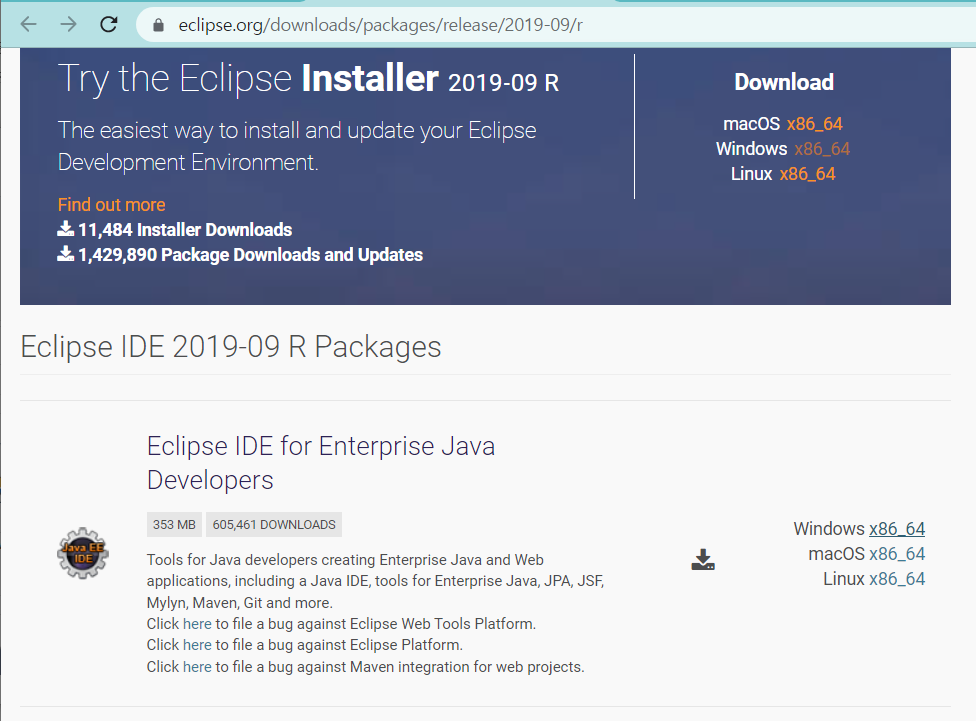 eclipse.org/downloads/packages/release/2019-09/r
Try the Eclipse Installer 2019-09 R
The easiest way to install and update your Eclipse
Development Environment.
Find out more
11,484 Installer Downloads
1,429,890 Package Downloads and Updates
Download
macOS x86_64
Windows x86_64
Linux x86_64
Eclipse IDE 2019-09 R Packages
Eclipse IDE for Enterprise Java
Developers
353 MB 605,461 DOWNLOADS
Java EE
IDE
Tools for Java developers creating Enterprise Java and Web
applications, including a Java IDE, tools for Enterprise Java, JPA, JSF,
Mylyn, Maven, Git and more.
Click here to file a bug against Eclipse Web Tools Platform.
Click here to file a bug against Eclipse Platform.
Click here to file a bug against Maven integration for web projects.
Windows x86_64
macOS x86_64
Linux x86_64